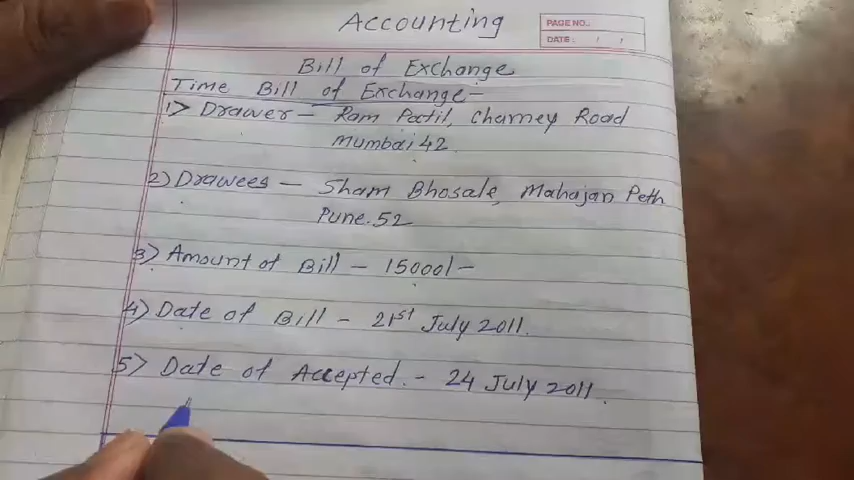 Accounting
PAGE NO.:
DATE: / /
Bill of Exchange
Time Bill of Exchange-
1> Drawer - Ram Patil, Charney Road
Mumbai 42
2> Drawees - Sham Bhosale, Mahajan Peth
Pune.52
3> Amount of Bill - 15000/-
4> Date of Bill - 21st July 2011.
5> Date of Accepted. - 24 July 2011.